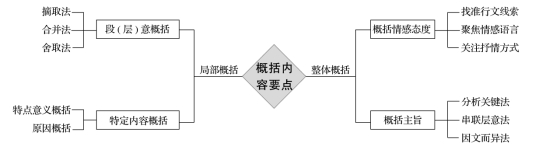 摘取法
合并法
舍取法
段(层)意概括
特点意义概括
原因概括
特定内容概括
局部概括
概括内
容要点
整体概括
概括情感态度
找准行文线索
聚焦情感语言
关注抒情方式
概括主旨
分析关键法
串联层意法
因文而异法